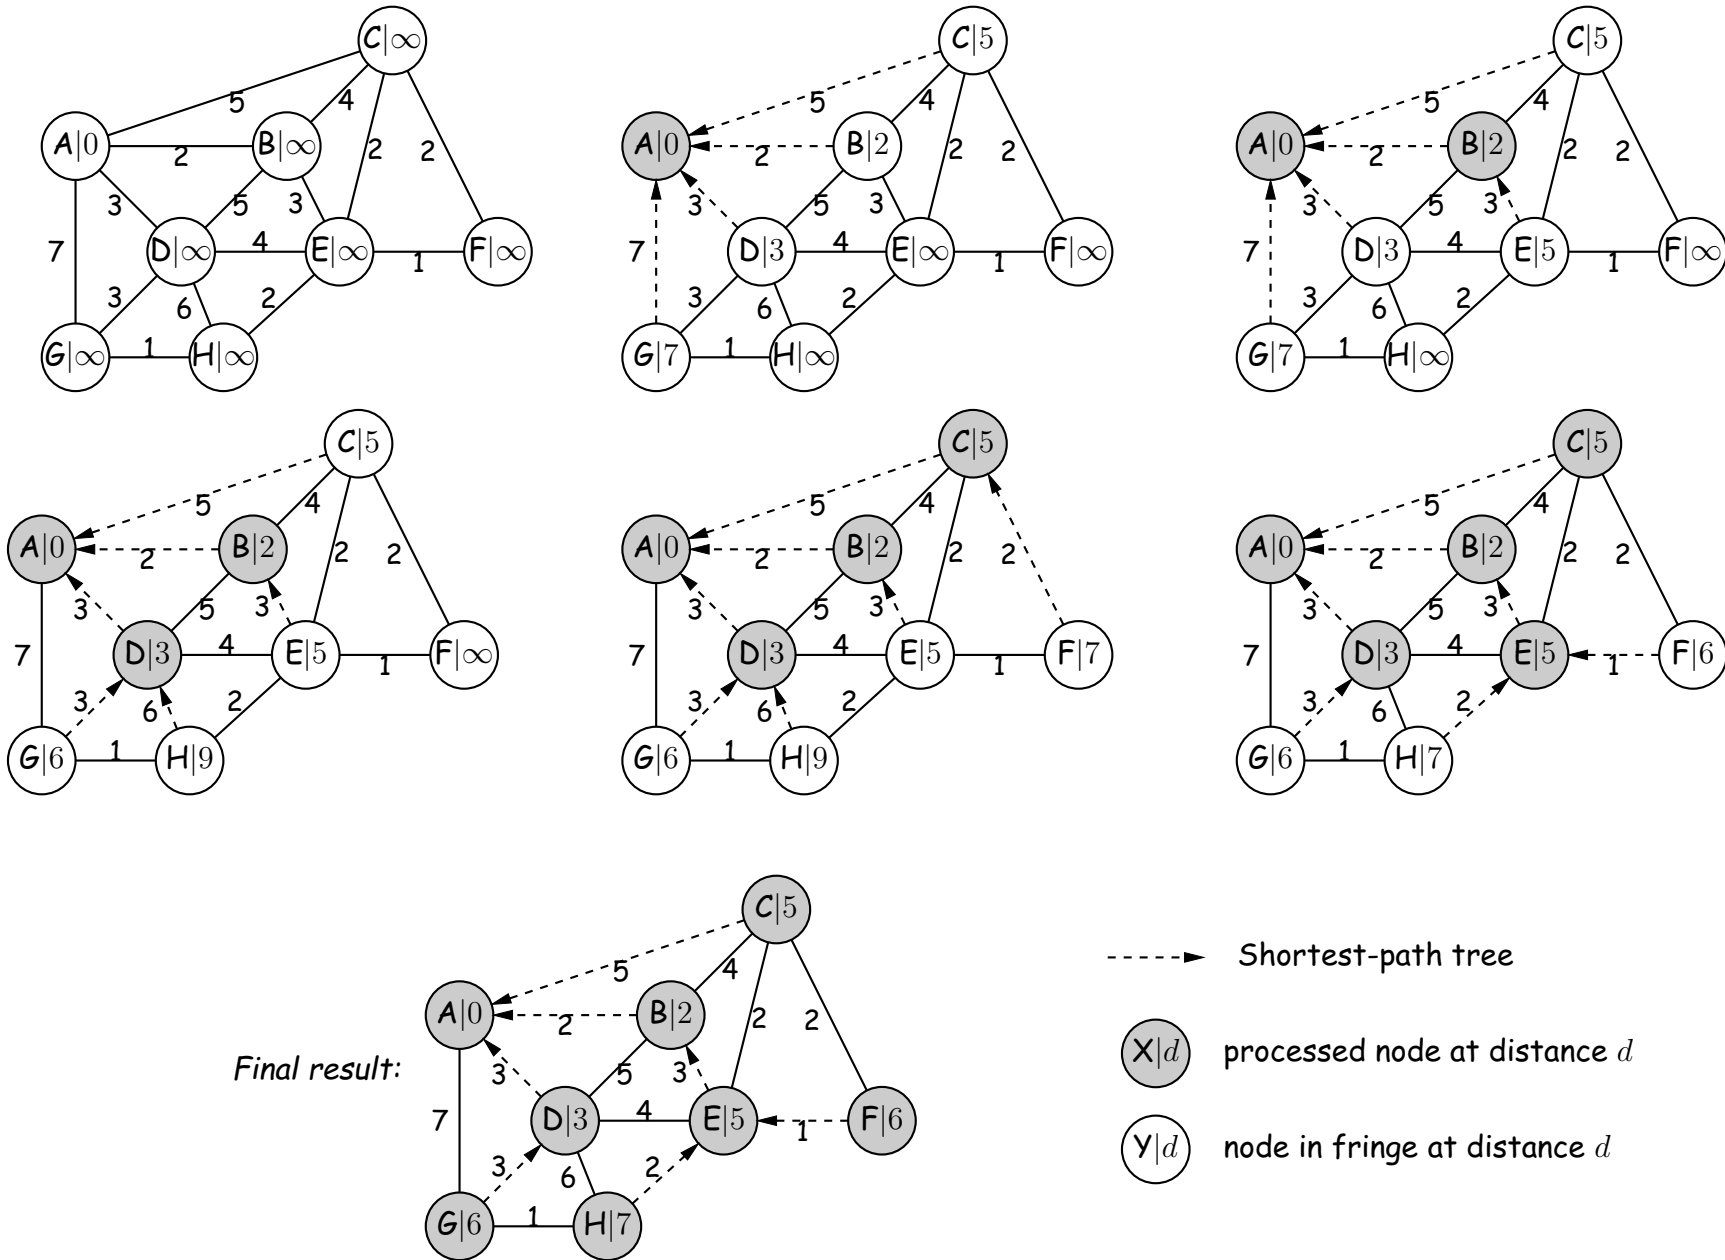 C|∞
5
4
A|0
B|∞
2
2
2
3
5
3
7
D|∞
4
E|∞
1
F|∞
3
6
2
G|∞
1
H|∞
C|5
5
4
A|0
B|2
2
2
2
3
5
3
7
D|3
4
E|∞
1
F|∞
3
6
2
G|7
1
H|∞
C|5
5
4
A|0
B|2
2
2
2
3
5
3
7
D|3
4
E|5
1
F|∞
3
6
2
G|7
1
H|∞
C|5
5
4
A|0
B|2
2
2
2
3
5
3
7
D|3
4
E|5
1
F|∞
3
6
2
G|6
1
H|9
C|5
5
4
A|0
B|2
2
2
2
3
5
3
7
D|3
4
E|5
1
F|7
3
6
2
G|6
1
H|9
C|5
5
4
A|0
B|2
2
2
2
3
5
3
7
D|3
4
E|5
1
F|6
3
6
2
G|6
1
H|7
Final result:
C|5
5
4
A|0
B|2
2
2
2
3
5
3
7
D|3
4
E|5
1
F|6
3
6
2
G|6
1
H|7
Shortest-path tree
X|d processed node at distance d
Y|d node in fringe at distance d